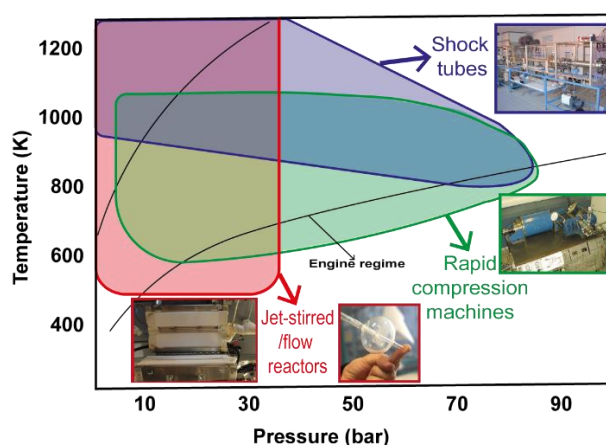 1200
1000
800
600
400
Temperature (K)
10
30
50
70
90
Pressure (bar)
Shock
tubes
Engine regime
Rapid
compression
machines
Jet-stirred
/flow
reactors